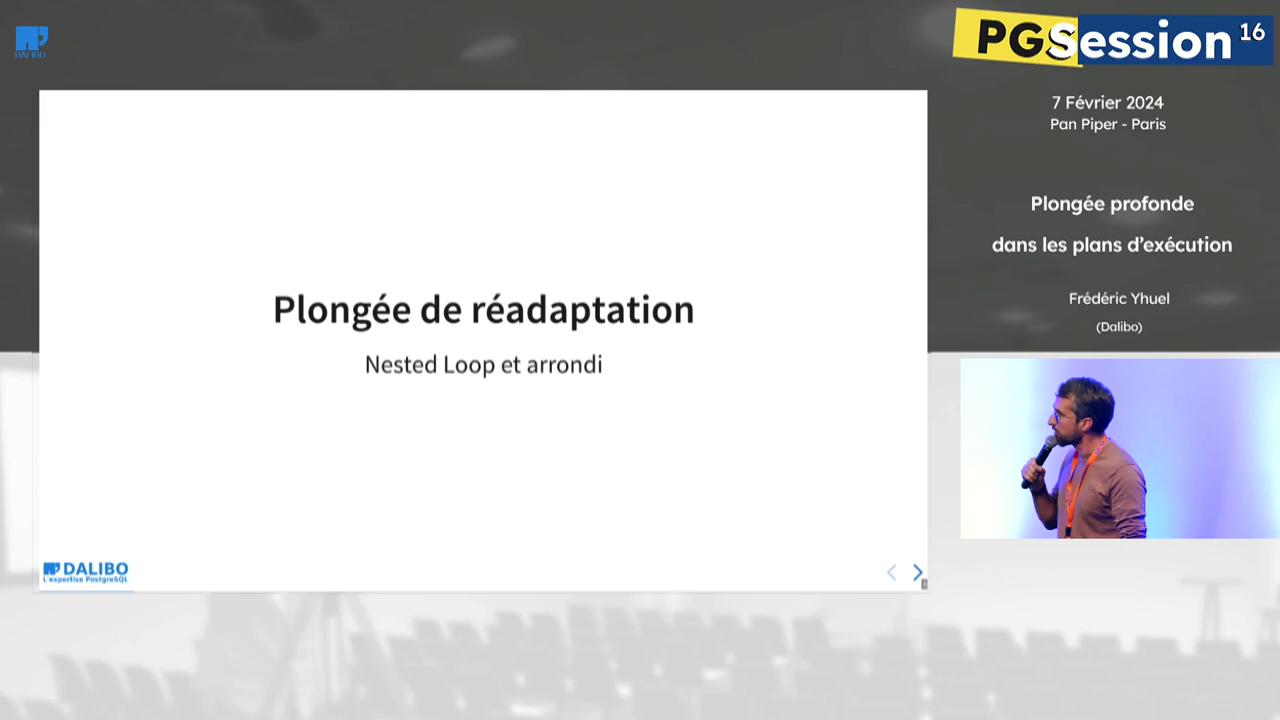 DALIBO
PGSession 16
7 Février 2024
Pan Piper - Paris
Plongée profonde
dans les plans d’exécution
Frédéric Yhuel
(Dalibo)
Plongée de réadaptation
Nested Loop et arrondi
DALIBO
L'expertise PostgreSQL